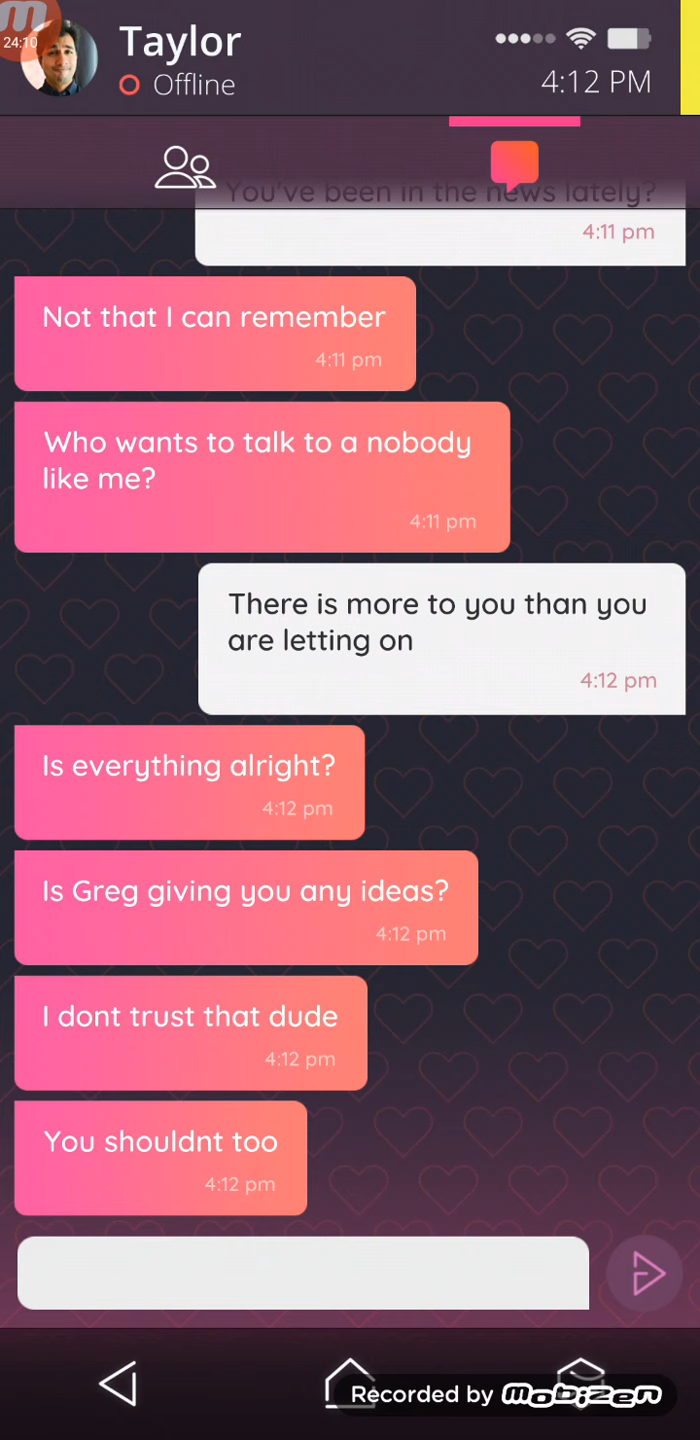 m
24:10
Taylor
Offline
4:12 PM
You've been in the news lately?
4:11 pm
Not that I can remember
4:11 pm
Who wants to talk to a nobody
like me?
4:11 pm
There is more to you than you
are letting on
4:12 pm
Is everything alright?
4:12 pm
Is Greg giving you any ideas?
4:12 pm
I dont trust that dude
4:12 pm
You shouldnt too
4:12 pm
Recorded by mobizen